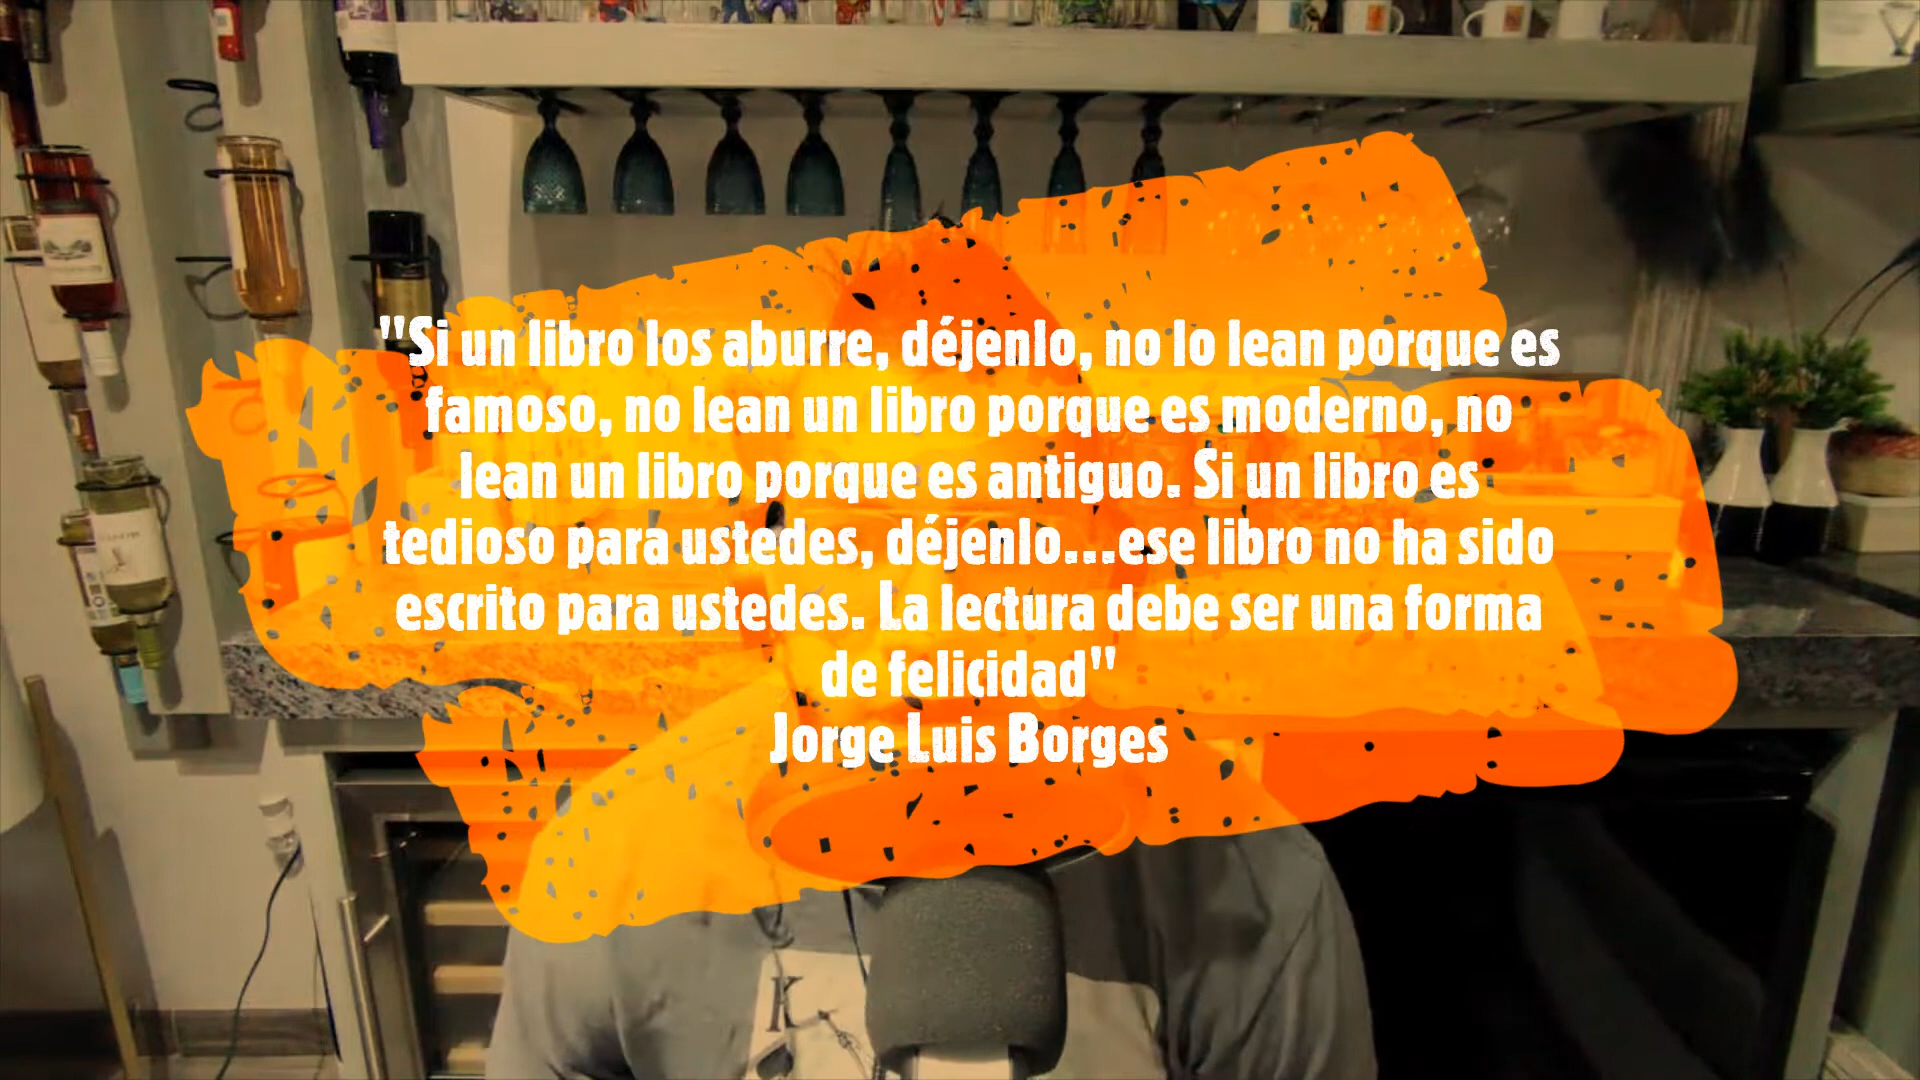 "Si un libro los aburre, déjenlo, no lo lean porque es
famoso, no lean un libro porque es moderno, no
lean un libro porque es antiguo. Si un libro es
tedioso para ustedes, déjenlo...ese libro no ha sido
escrito para ustedes. La lectura debe ser una forma
de felicidad"
Jorge Luis Borges
K